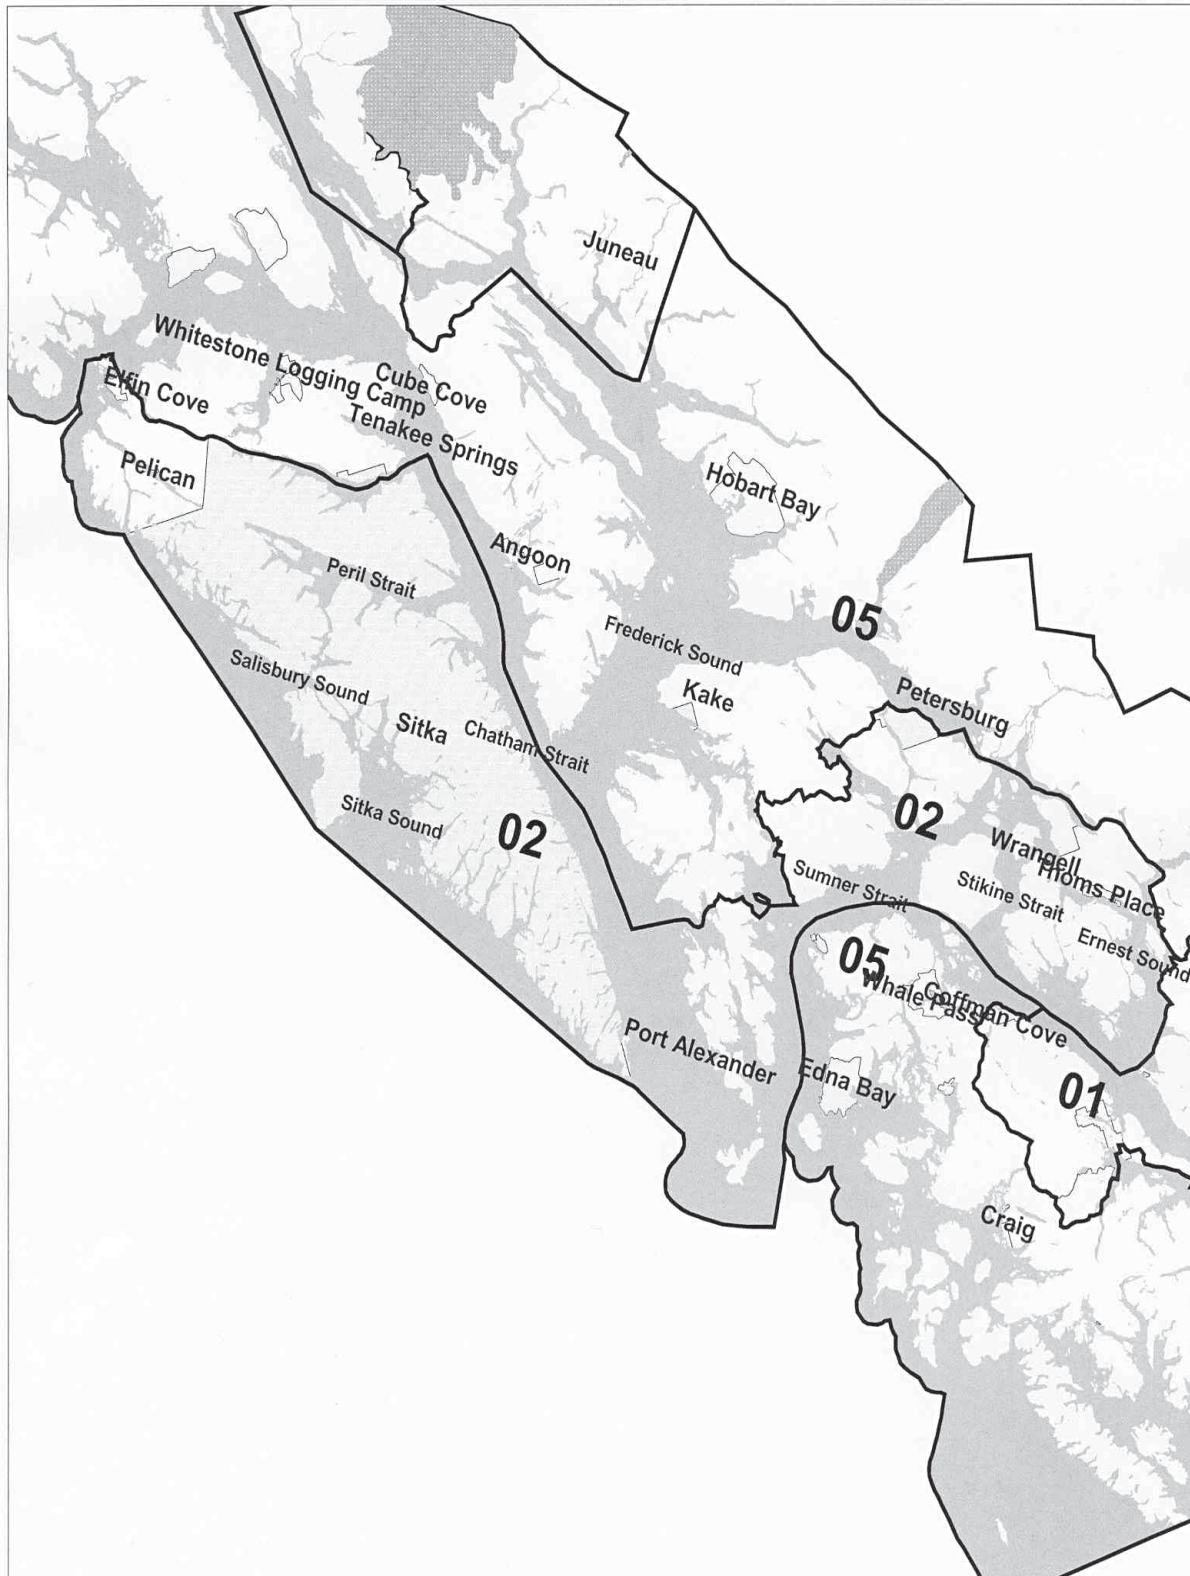 Juneau
Whitestone Logging Camp
Cube Cove
Elfin Cove
Tenakee Springs
Pelican
Hobart Bay
Angoon
Peril Strait
05
Frederick Sound
Salisbury Sound
Kake
Petersburg
Sitka
Chatham Strait
Sitka Sound
02
02
Wrangell
Thoms Place
Sumner Strait
Stikine Strait
Ernest Sound
05
Whale Pass
Coffman Cove
Port Alexander
Edna Bay
01
Craig